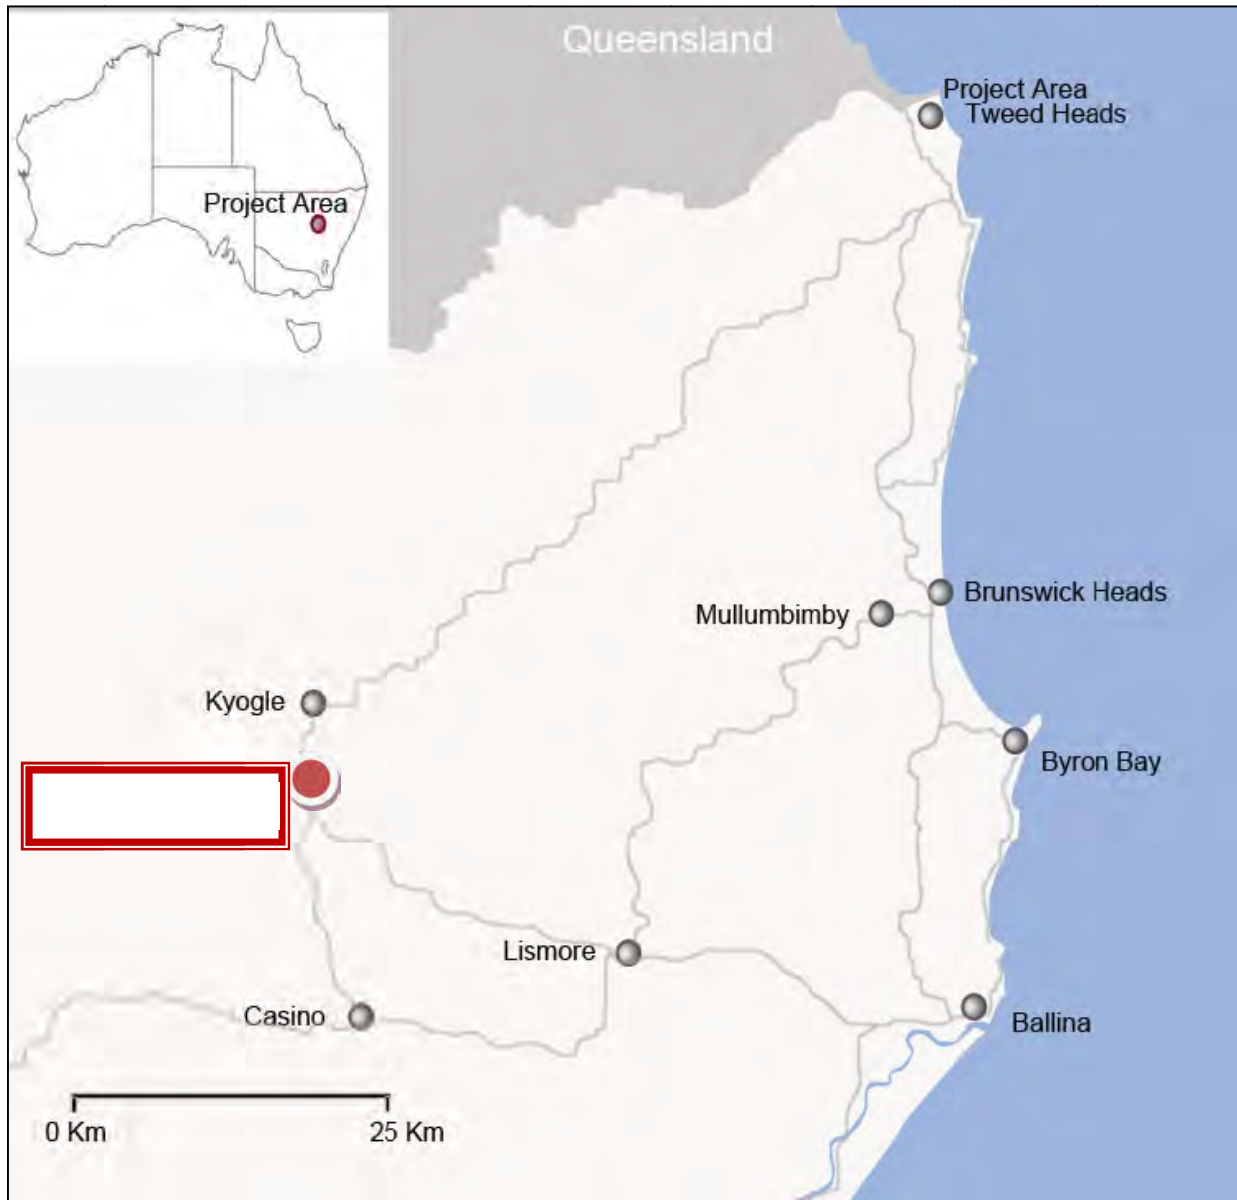 Queensland
Project Area
Tweed Heads
Project Area
Brunswick Heads
Mullumbimby
Kyogle
Byron Bay
Lismore
Casino
Ballina
0 Km
25 Km